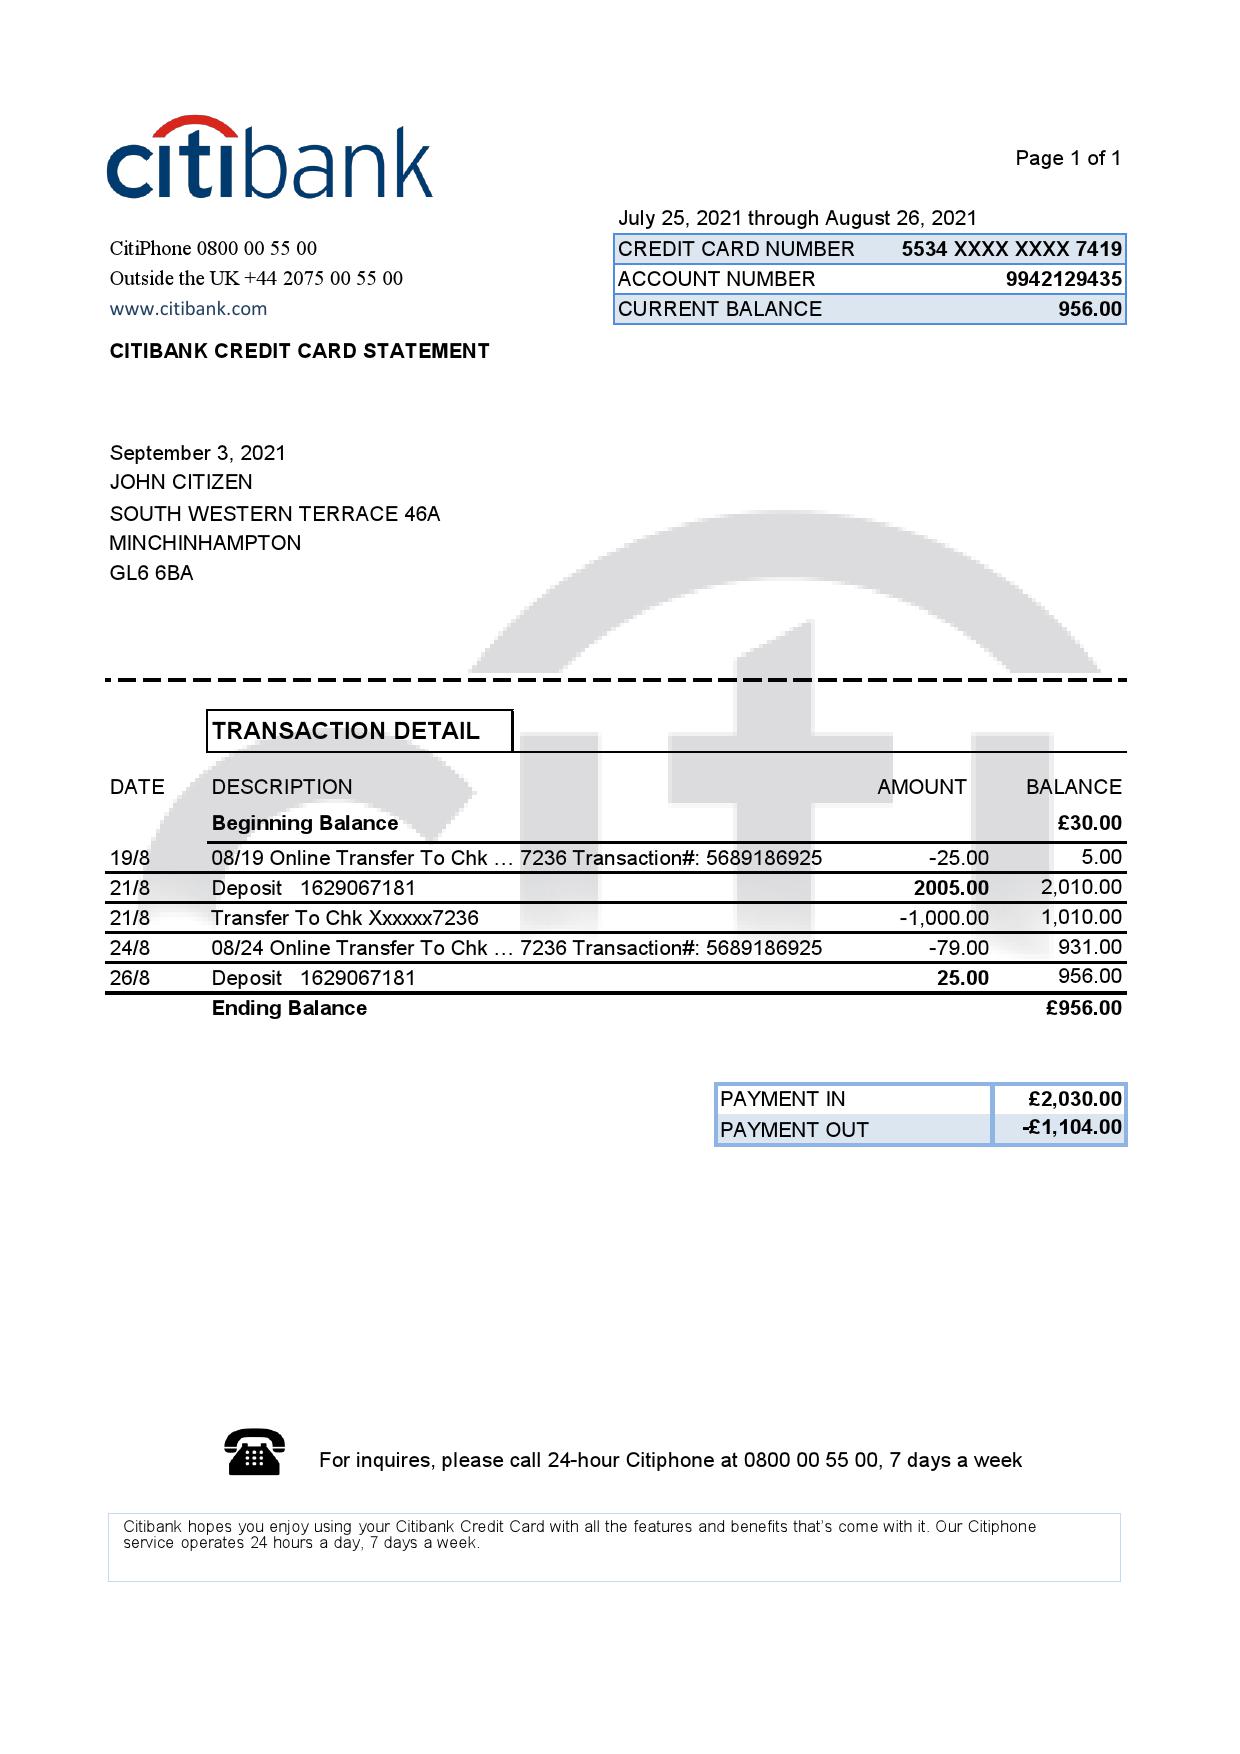 citibank
Page 1 of 1
July 25, 2021 through August 26, 2021
CitiPhone 0800 00 55 00
CREDIT CARD NUMBER 5534 XXXX XXXX 7419
Outside the UK +44 2075 00 55 00
ACCOUNT NUMBER 9942129435
www.citibank.com
CURRENT BALANCE 956.00
CITIBANK CREDIT CARD STATEMENT
September 3, 2021
JOHN CITIZEN
SOUTH WESTERN TERRACE 46A
MINCHINHAMPTON
GL6 6BA
citi
TRANSACTION DETAIL
DATE DESCRIPTION AMOUNT BALANCE
Beginning Balance £30.00
19/8 08/19 Online Transfer To Chk … 7236 Transaction#: 5689186925 -25.00 5.00
21/8 Deposit 1629067181 2005.00 2,010.00
21/8 Transfer To Chk Xxxxxx7236 -1,000.00 1,010.00
24/8 08/24 Online Transfer To Chk … 7236 Transaction#: 5689186925 -79.00 931.00
26/8 Deposit 1629067181 25.00 956.00
Ending Balance £956.00
PAYMENT IN £2,030.00
PAYMENT OUT -£1,104.00
For inquires, please call 24-hour Citiphone at 0800 00 55 00, 7 days a week
Citibank hopes you enjoy using your Citibank Credit Card with all the features and benefits that's come with it. Our Citiphone
service operates 24 hours a day, 7 days a week.